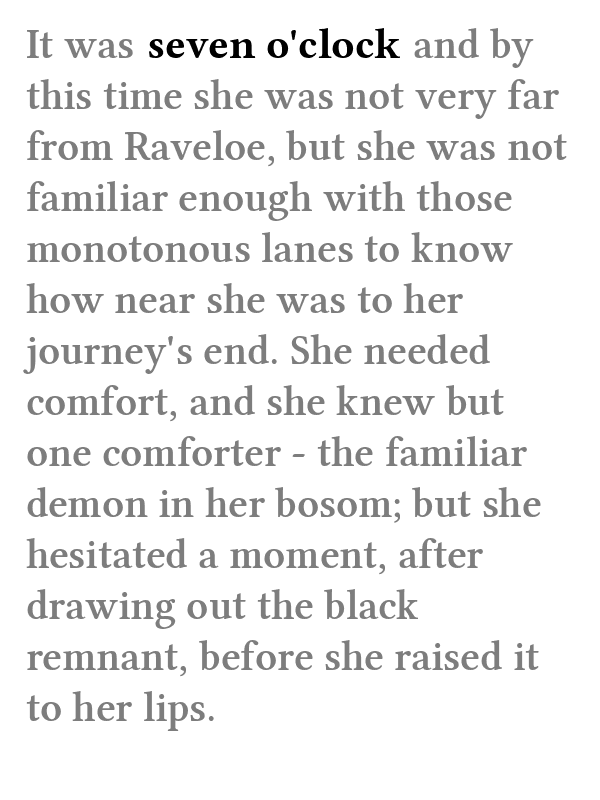 It was seven o'clock and by
this time she was not very far
from Raveloe, but she was not
familiar enough with those
monotonous lanes to know
how near she was to her
journey's end. She needed
comfort, and she knew but
one comforter - the familiar
demon in her bosom; but she
hesitated a moment, after
drawing out the black
remnant, before she raised it
to her lips.